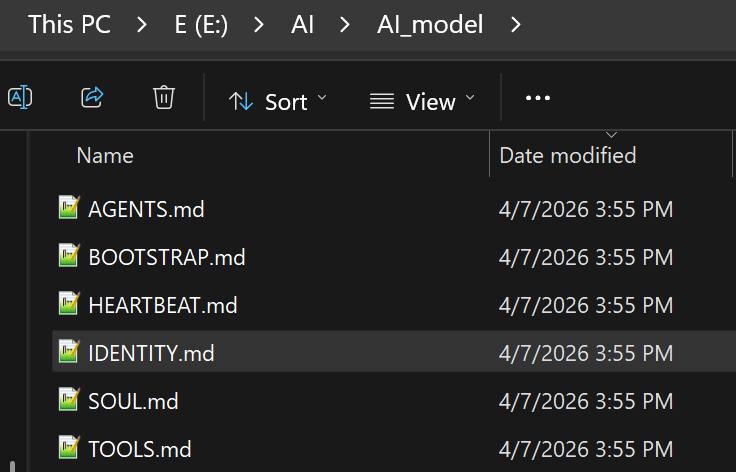 This PC > E (E:) > AI > AI_model >
Sort View
Name Date modified
AGENTS.md 4/7/2026 3:55 PM
BOOTSTRAP.md 4/7/2026 3:55 PM
HEARTBEAT.md 4/7/2026 3:55 PM
IDENTITY.md 4/7/2026 3:55 PM
SOUL.md 4/7/2026 3:55 PM
TOOLS.md 4/7/2026 3:55 PM